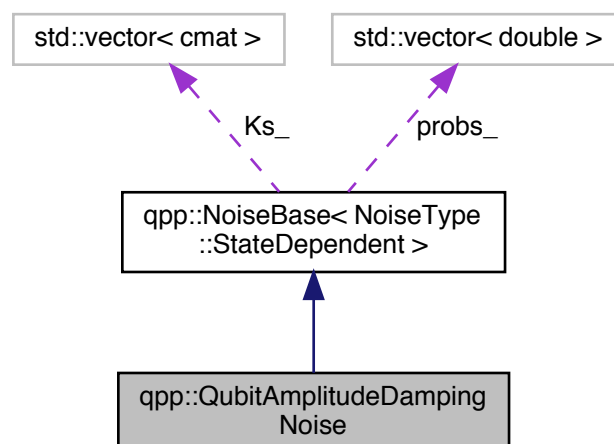 std::vector< cmat >
std::vector< double >
Ks_
probs_
qpp::NoiseBase< NoiseType
::StateDependent >
qpp::QubitAmplitudeDamping
Noise